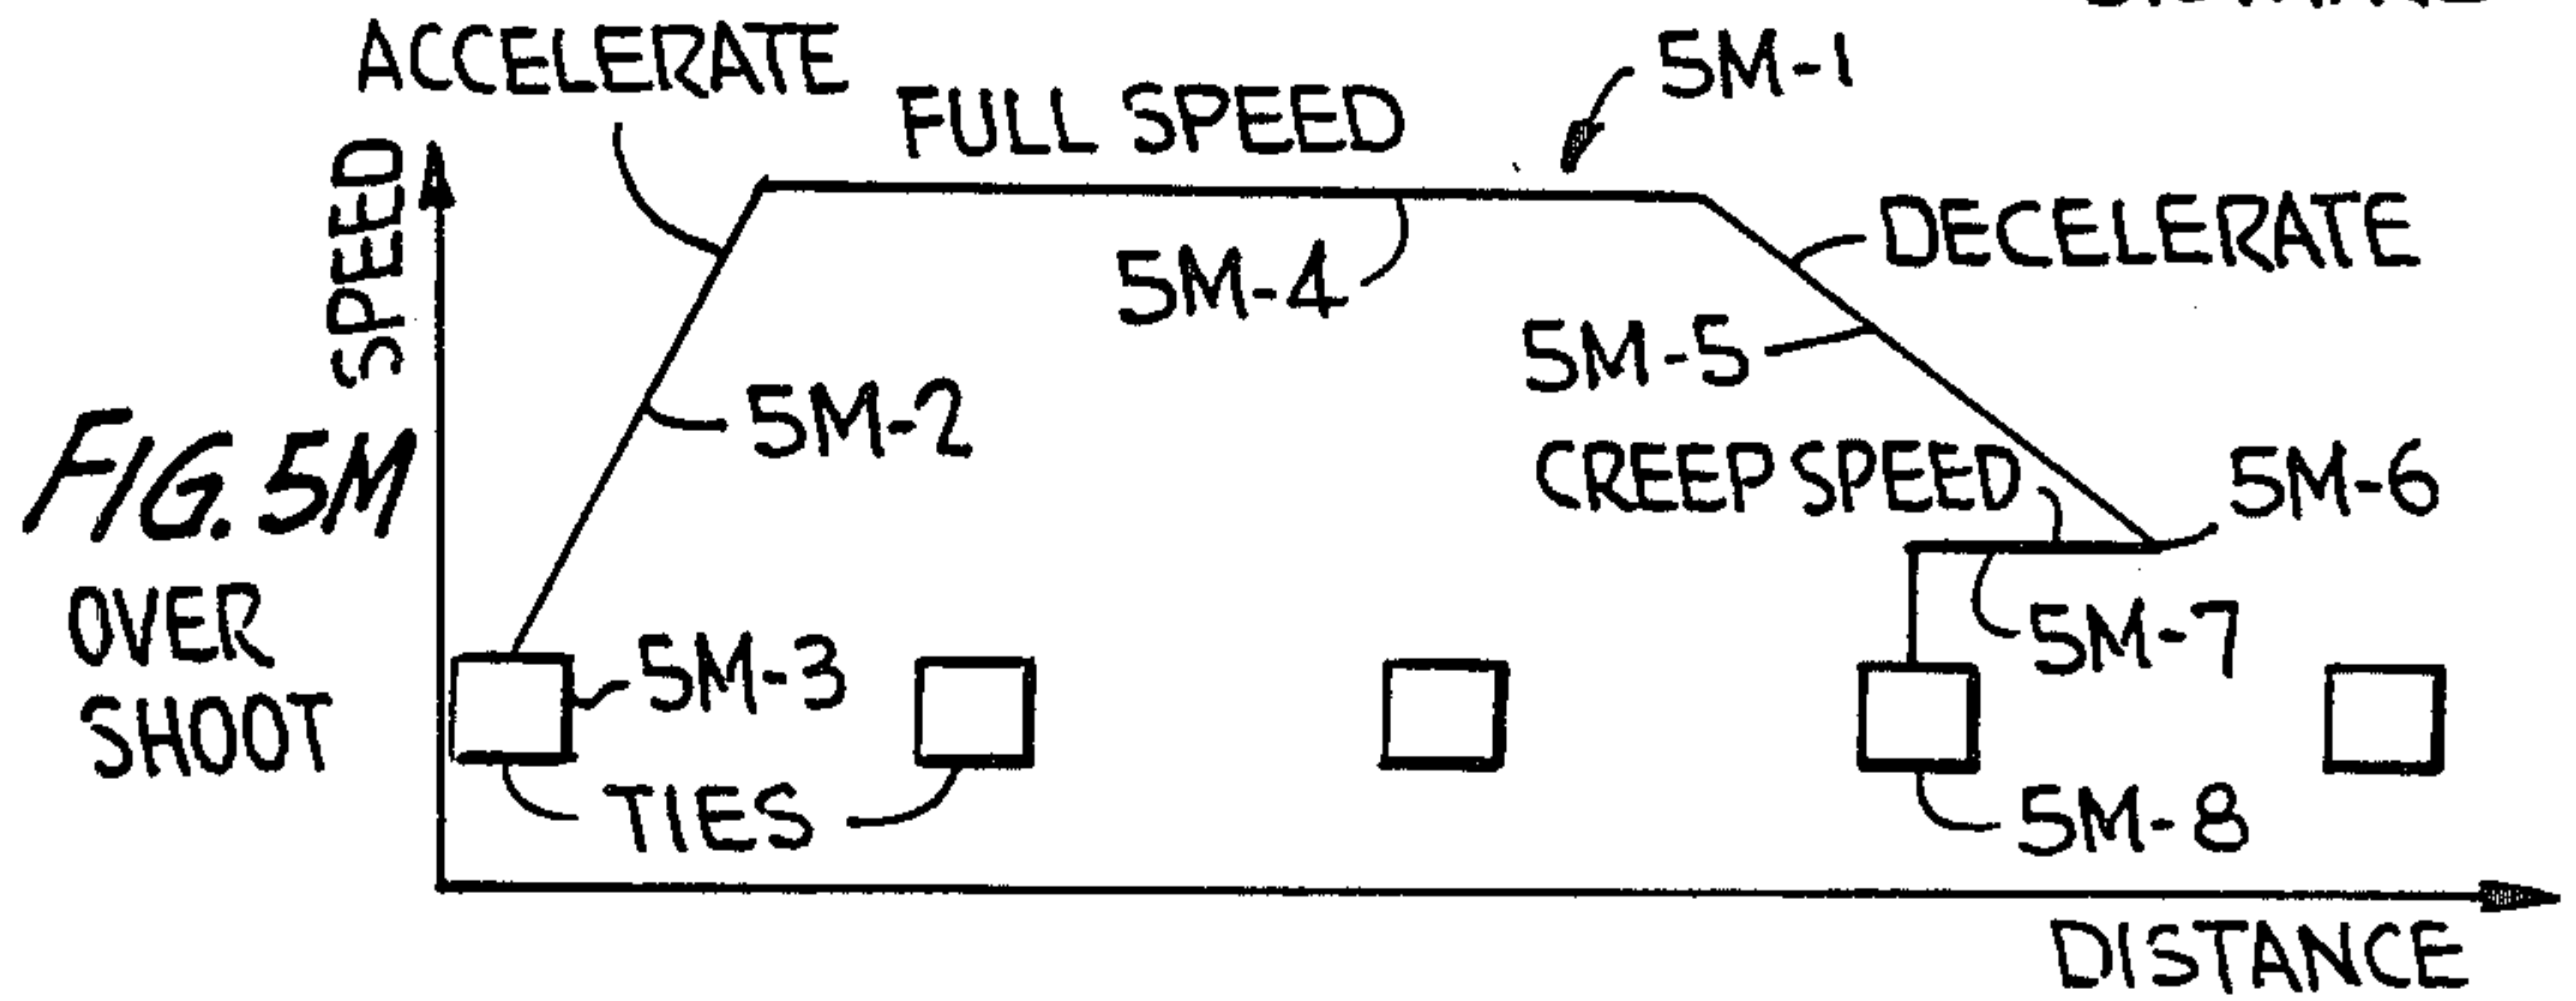 ACCELERATE
5M-1
FULL SPEED
SPEED
DECELERATE
5M-4
5M-5
5M-2
CREEP SPEED
5M-6
FIG. 5M
OVER
SHOOT
5M-3
5M-7
TIES
5M-8
DISTANCE